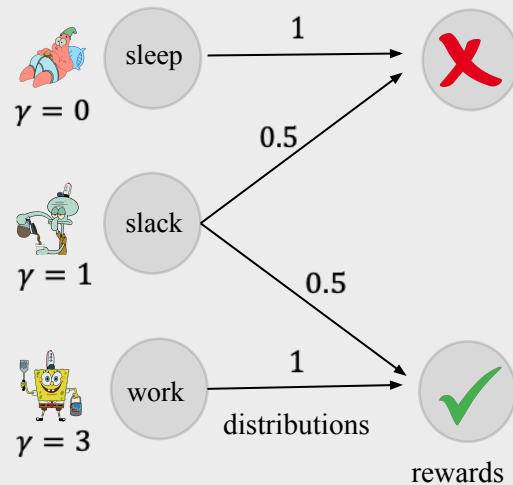 sleep
1
γ = 0
0.5
slack
γ = 1
0.5
1
work
distributions
γ = 3
rewards